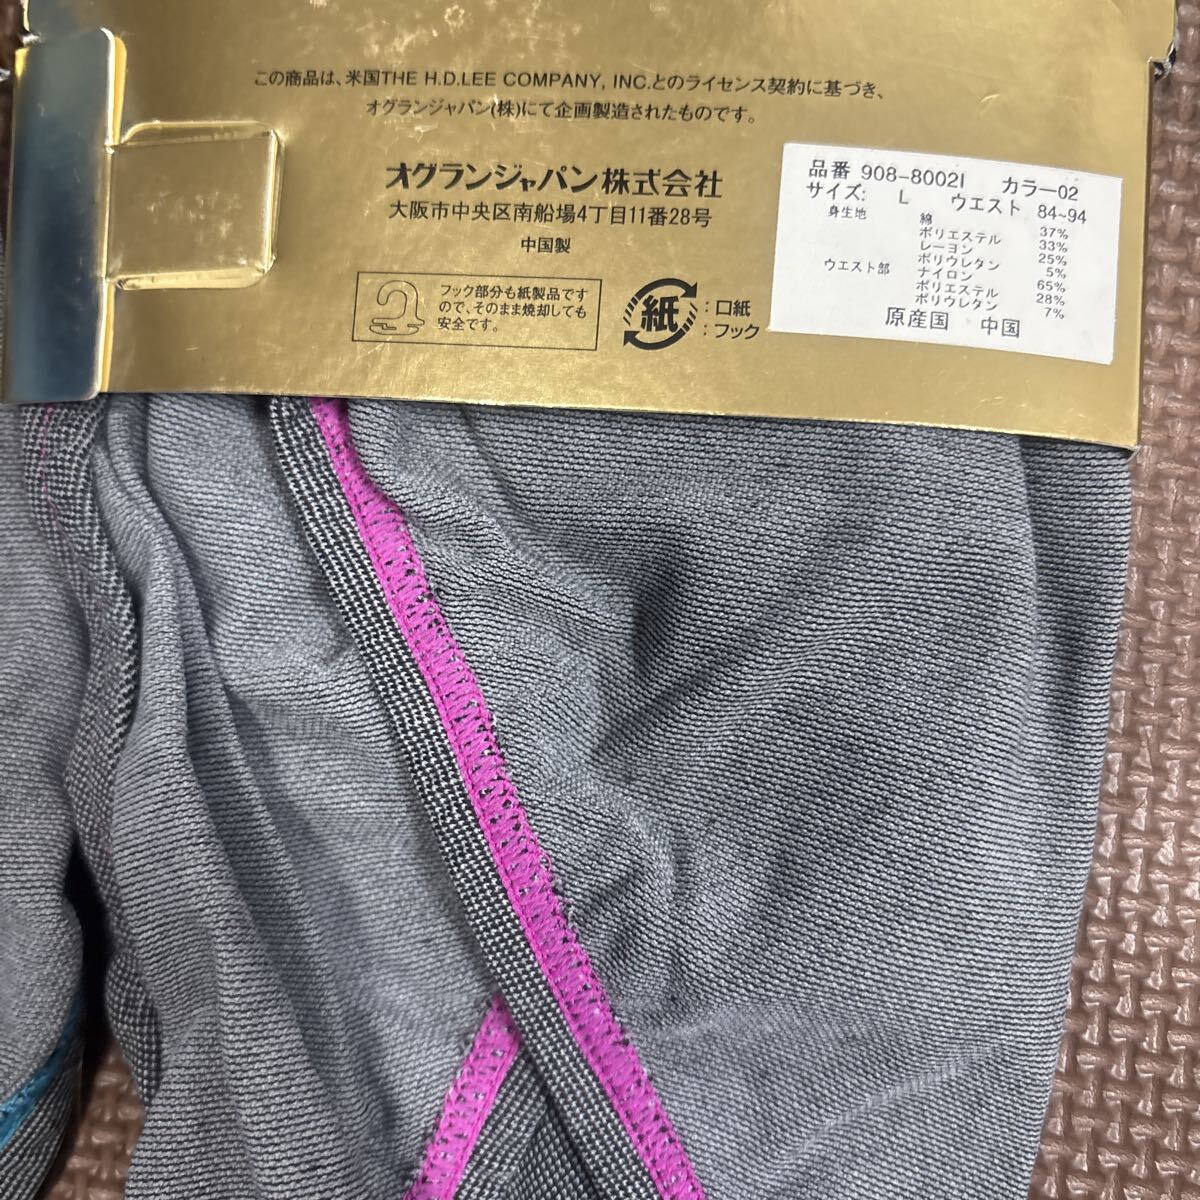 この商品は、米国THE H.D.LEE COMPANY, INC.とのライセンス契約に基づき、
オグランジャパン(株)にて企画製造されたものです。
オグランジャパン株式会社
大阪市中央区南船場4丁目11番28号
中国製
フック部分も紙製品です
ので、そのまま焼却しても
安全です。
紙
:口紙
:フック
品番 908-80021 カラー02
サイズ: L ウエスト 84~94
身生地 綿 37%
ポリエステル 33%
レーヨン 25%
ポリウレタン 5%
ウエスト部 ナイロン 65%
ポリエステル 28%
ポリウレタン 7%
原産国 中国